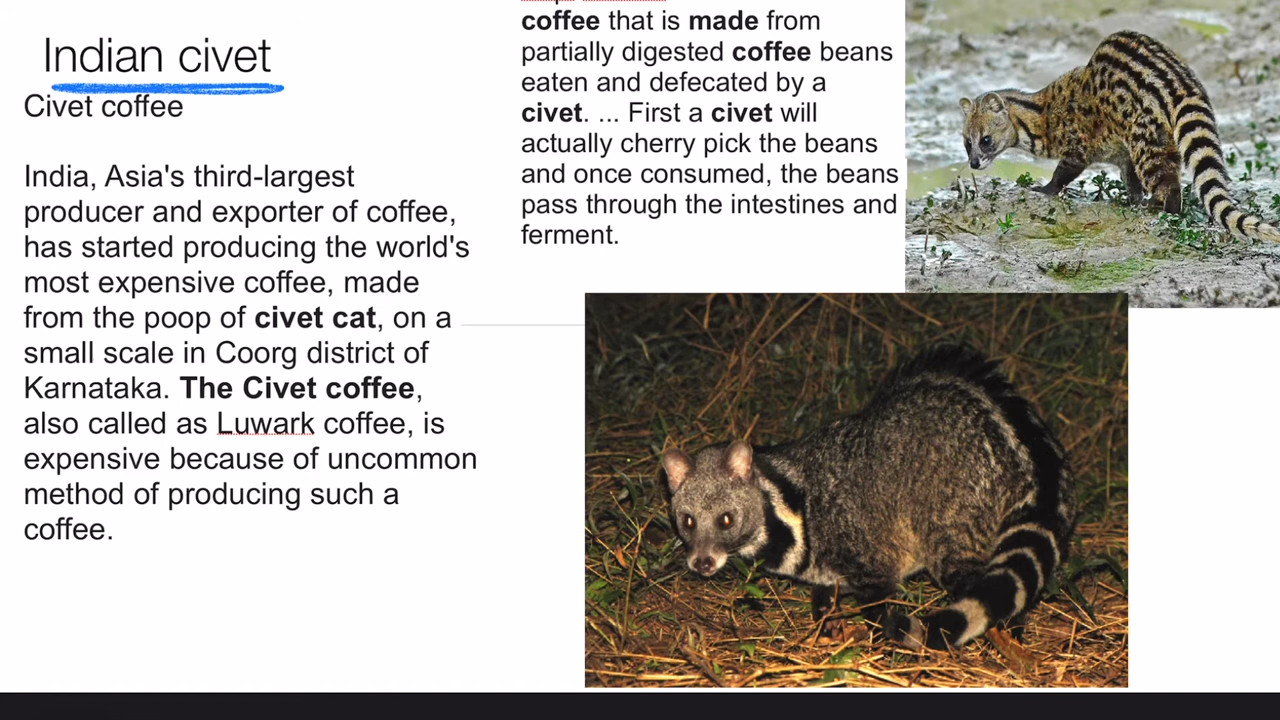 Indian civet
Civet coffee
India, Asia's third-largest
producer and exporter of coffee,
has started producing the world's
most expensive coffee, made
from the poop of civet cat, on a
small scale in Coorg district of
Karnataka. The Civet coffee,
also called as Luwark coffee, is
expensive because of uncommon
method of producing such a
coffee.
coffee that is made from
partially digested coffee beans
eaten and defecated by a
civet. ... First a civet will
actually cherry pick the beans
and once consumed, the beans
pass through the intestines and
ferment.